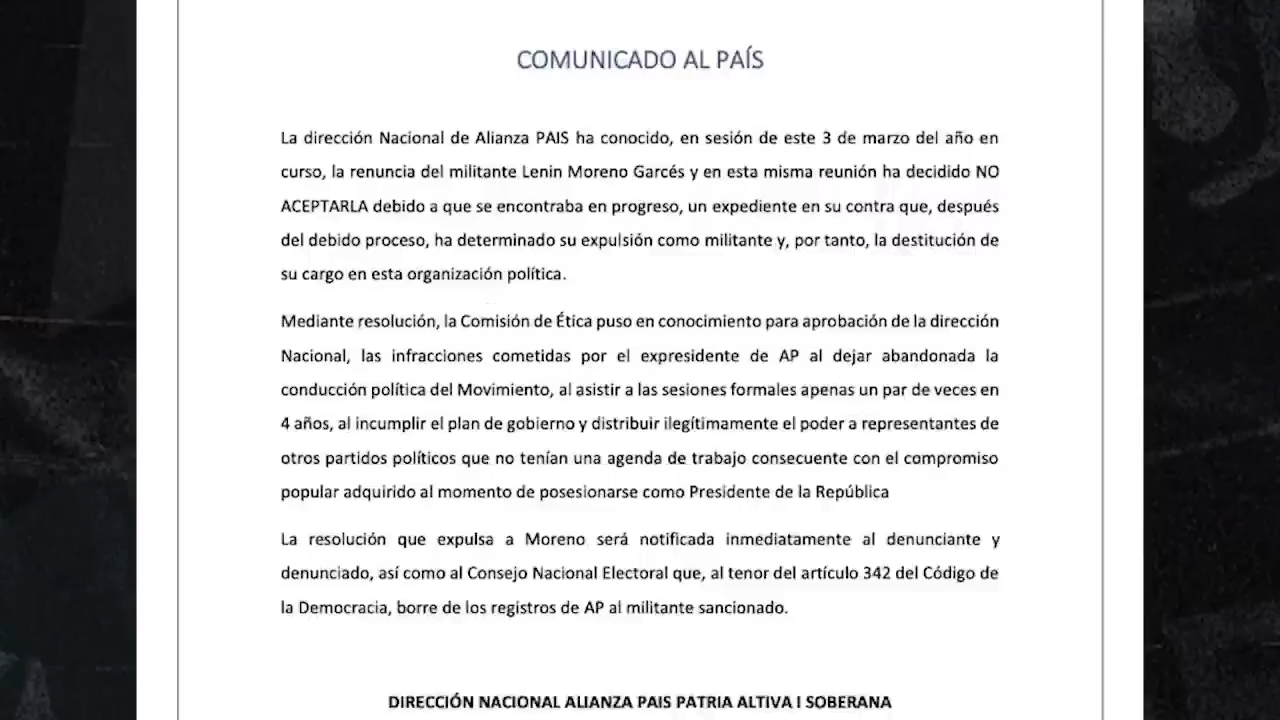 COMUNICADO AL PAÍS
La dirección Nacional de Alianza PAIS ha conocido, en sesión de este 3 de marzo del año en
curso, la renuncia del militante Lenin Moreno Garcés y en esta misma reunión ha decidido NO
ACEPTARLA debido a que se encontraba en progreso, un expediente en su contra que, después
del debido proceso, ha determinado su expulsión como militante y, por tanto, la destitución de
su cargo en esta organización política.
Mediante resolución, la Comisión de Ética puso en conocimiento para aprobación de la dirección
Nacional, las infracciones cometidas por el expresidente de AP al dejar abandonada la
conducción política del Movimiento, al asistir a las sesiones formales apenas un par de veces en
4 años, al incumplir el plan de gobierno y distribuir ilegítimamente el poder a representantes de
otros partidos políticos que no tenían una agenda de trabajo consecuente con el compromiso
popular adquirido al momento de posesionarse como Presidente de la República
La resolución que expulsa a Moreno será notificada inmediatamente al denunciante y
denunciado, así como al Consejo Nacional Electoral que, al tenor del artículo 342 del Código de
la Democracia, borre de los registros de AP al militante sancionado.
DIRECCIÓN NACIONAL ALIANZA PAIS PATRIA ALTIVA I SOBERANA